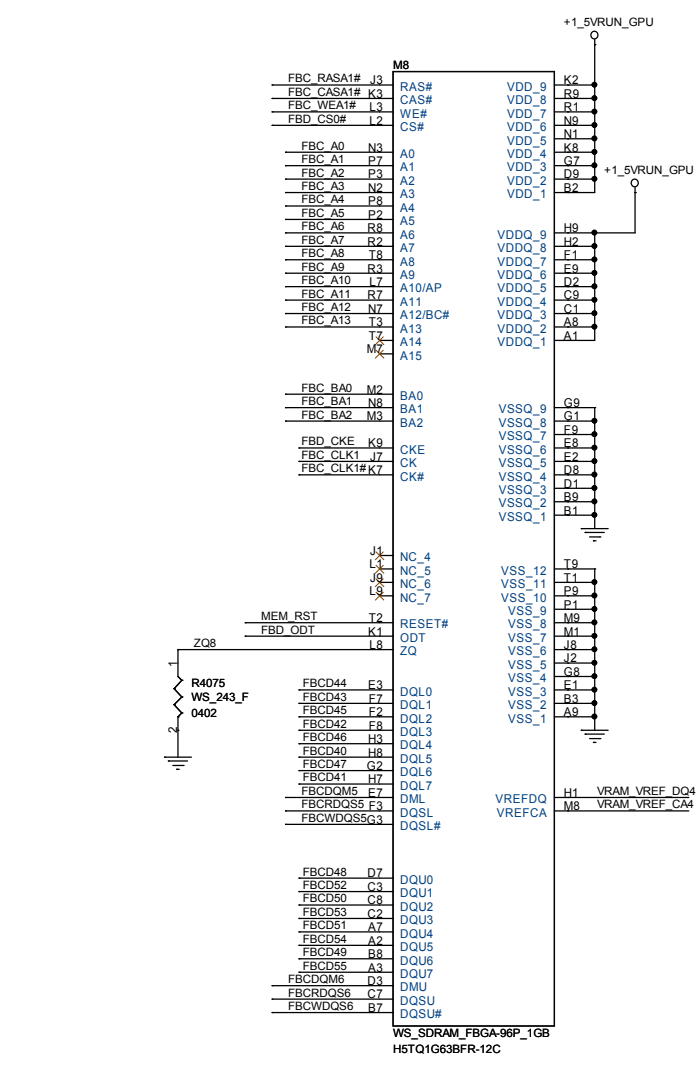 +1_5VRUN_GPU
M8
FBC_RASA1# J3 RAS# VDD_9 K2
FBC_CASA1# K3 CAS# VDD_8 R9
FBC_WEA1# L3 WE# VDD_7 R1
FBD_CS0# L2 CS# VDD_6 N9
VDD_5 N1
FBC_A0 N3 A0 VDD_4 K8
FBC_A1 P7 A1 VDD_3 G7
FBC_A2 P3 A2 VDD_2 D9
+1_5VRUN_GPU
FBC_A3 N2 A3 VDD_1 B2
FBC_A4 P8 A4
FBC_A5 P2 A5
FBC_A6 R8 A6 VDDQ_9 H9
FBC_A7 R2 A7 VDDQ_8 H2
FBC_A8 T8 A8 VDDQ_7 F1
FBC_A9 R3 A9 VDDQ_6 E9
FBC_A10 L7 A10/AP VDDQ_5 D2
FBC_A11 R7 A11 VDDQ_4 C9
FBC_A12 N7 A12/BC# VDDQ_3 C1
FBC_A13 T3 A13 VDDQ_2 A8
T7 A14 VDDQ_1 A1
M7 A15
FBC_BA0 M2 BA0
FBC_BA1 N8 BA1 VSSQ_9 G9
FBC_BA2 M3 BA2 VSSQ_8 G1
VSSQ_7 F9
FBD_CKE K9 CKE VSSQ_6 E8
FBC_CLK1 J7 CK VSSQ_5 E2
FBC_CLK1# K7 CK# VSSQ_4 D8
VSSQ_3 D1
VSSQ_2 B9
VSSQ_1 B1
J1 NC_4
L1 NC_5 VSS_12 T9
J9 NC_6 VSS_11 T1
L9 NC_7 VSS_10 P9
VSS_9 P1
MEM_RST T2 RESET# VSS_8 M9
FBD_ODT K1 ODT VSS_7 M1
ZQ8 L8 ZQ VSS_6 J8
VSS_5 J2
VSS_4 G8
1
R4075
WS_243_F
0402
2
FBCD44 E3 DQL0 VSS_3 E1
FBCD43 F7 DQL1 VSS_2 B3
FBCD45 F2 DQL2 VSS_1 A9
FBCD42 F8 DQL3
FBCD46 H3 DQL4
FBCD40 H8 DQL5
FBCD47 G2 DQL6
FBCD41 H7 DQL7
FBCDQM5 E7 DML VREFDQ H1 VRAM_VREF_DQ4
FBCRDQS5 F3 DQSL VREFCA M8 VRAM_VREF_CA4
FBCWDQS5 G3 DQSL#
FBCD48 D7 DQU0
FBCD52 C3 DQU1
FBCD50 C8 DQU2
FBCD53 C2 DQU3
FBCD51 A7 DQU4
FBCD54 A2 DQU5
FBCD49 B8 DQU6
FBCD55 A3 DQU7
FBCDQM6 D3 DMU
FBCRDQS6 C7 DQSU
FBCWDQS6 B7 DQSU#
WS_SDRAM_FBGA-96P_1GB
H5TQ1G63BFR-12C